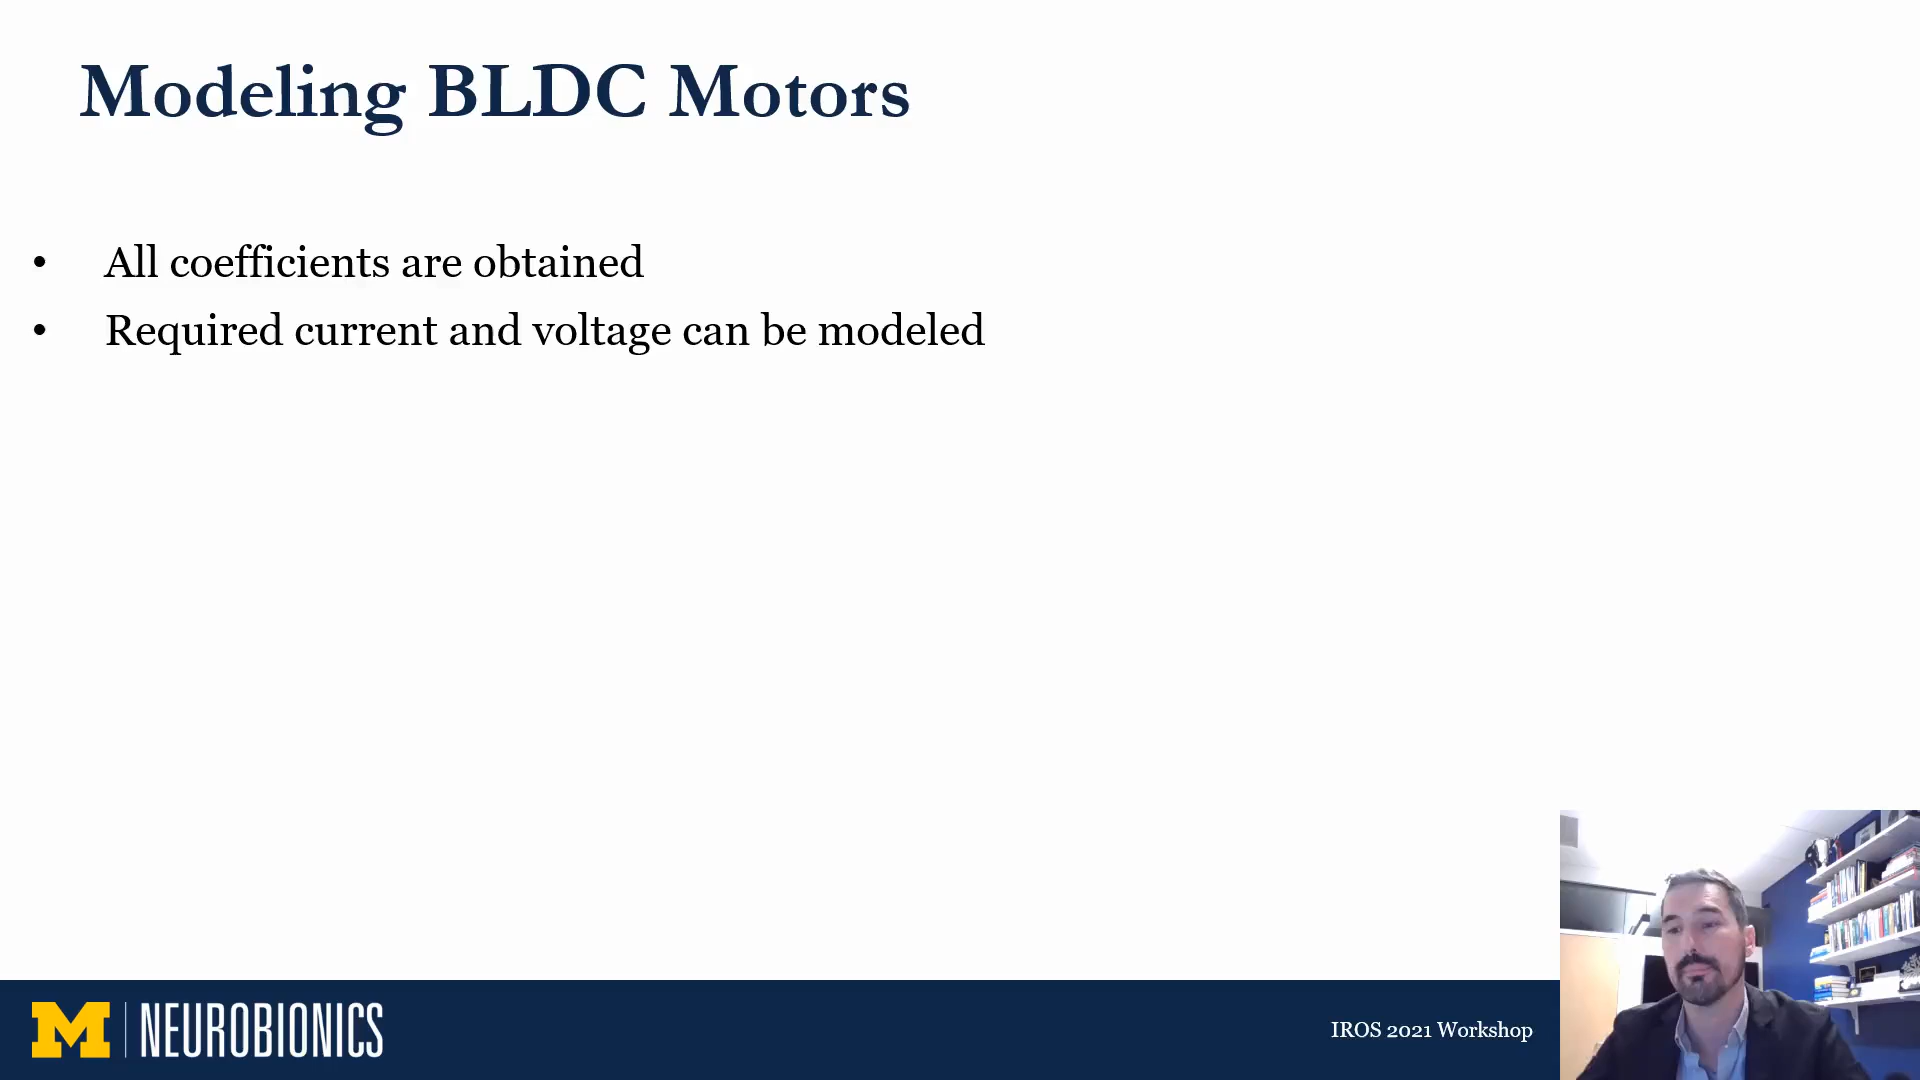 Modeling BLDC Motors
• All coefficients are obtained
• Required current and voltage can be modeled
M | NEUROBIONICS
IROS 2021 Workshop